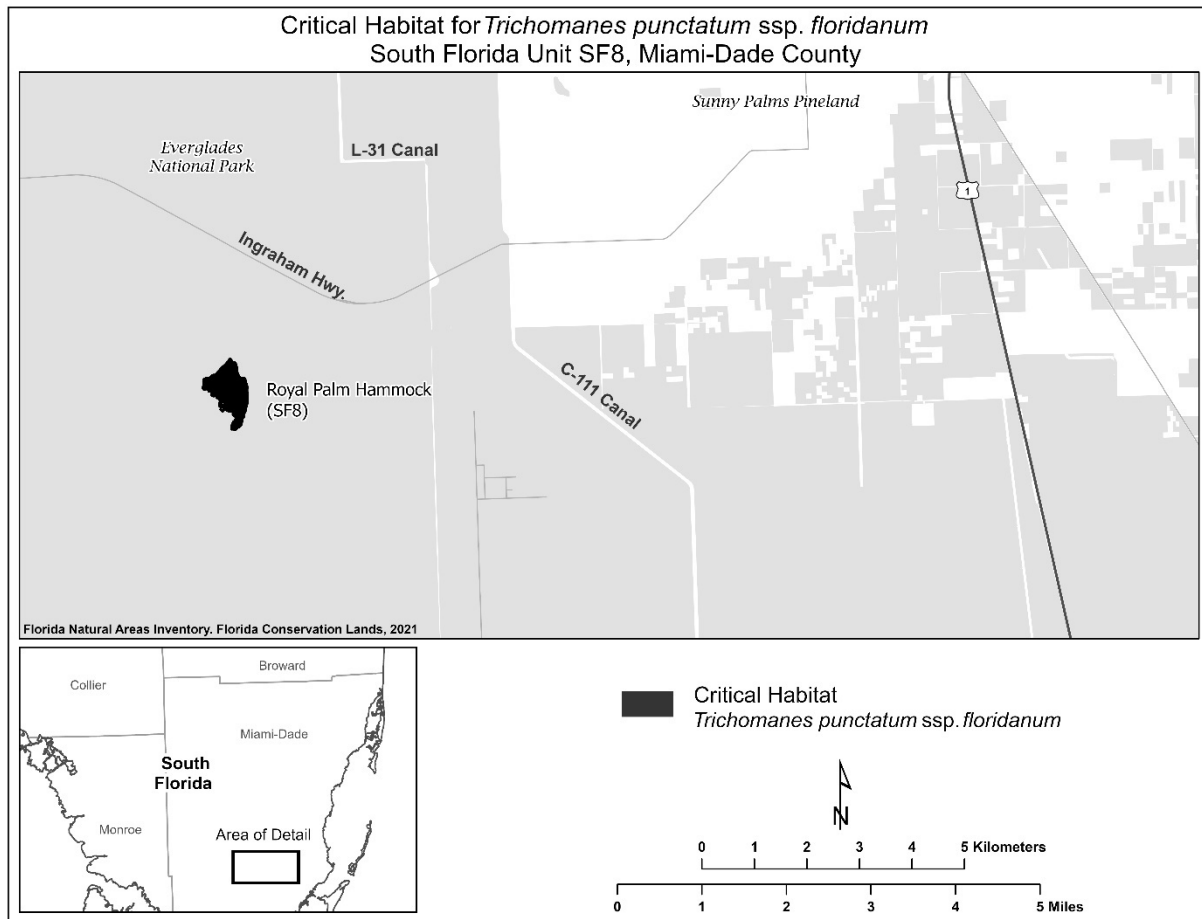 Critical Habitat for Trichomanes punctatum ssp. floridanum
South Florida Unit SF8, Miami-Dade County
Sunny Palms Pineland
Everglades
National Park
L-31 Canal
1
Ingraham Hwy.
Royal Palm Hammock
(SF8)
C-111 Canal
Florida Natural Areas Inventory. Florida Conservation Lands, 2021
Broward
Collier
Miami-Dade
South
Florida
Monroe
Area of Detail
Critical Habitat
Trichomanes punctatum ssp. floridanum
N
0 1 2 3 4 5 Kilometers
0 1 2 3 4 5 Miles